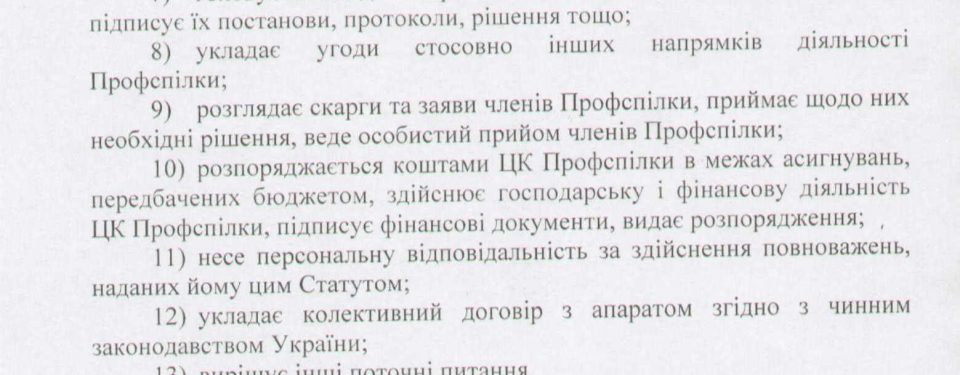 підписує їх постанови, протоколи, рішення тощо;
8) укладає угоди стосовно інших напрямків діяльності
Профспілки;
9) розглядає скарги та заяви членів Профспілки, приймає щодо них
необхідні рішення, веде особистий прийом членів Профспілки;
10) розпоряджається коштами ЦК Профспілки в межах асигнувань,
передбачених бюджетом, здійснює господарську і фінансову діяльність
ЦК Профспілки, підписує фінансові документи, видає розпорядження;
11) несе персональну відповідальність за здійснення повноважень,
наданих йому цим Статутом;
12) укладає колективний договір з апаратом згідно з чинним
законодавством України;
13) вирішує інші поточні питання